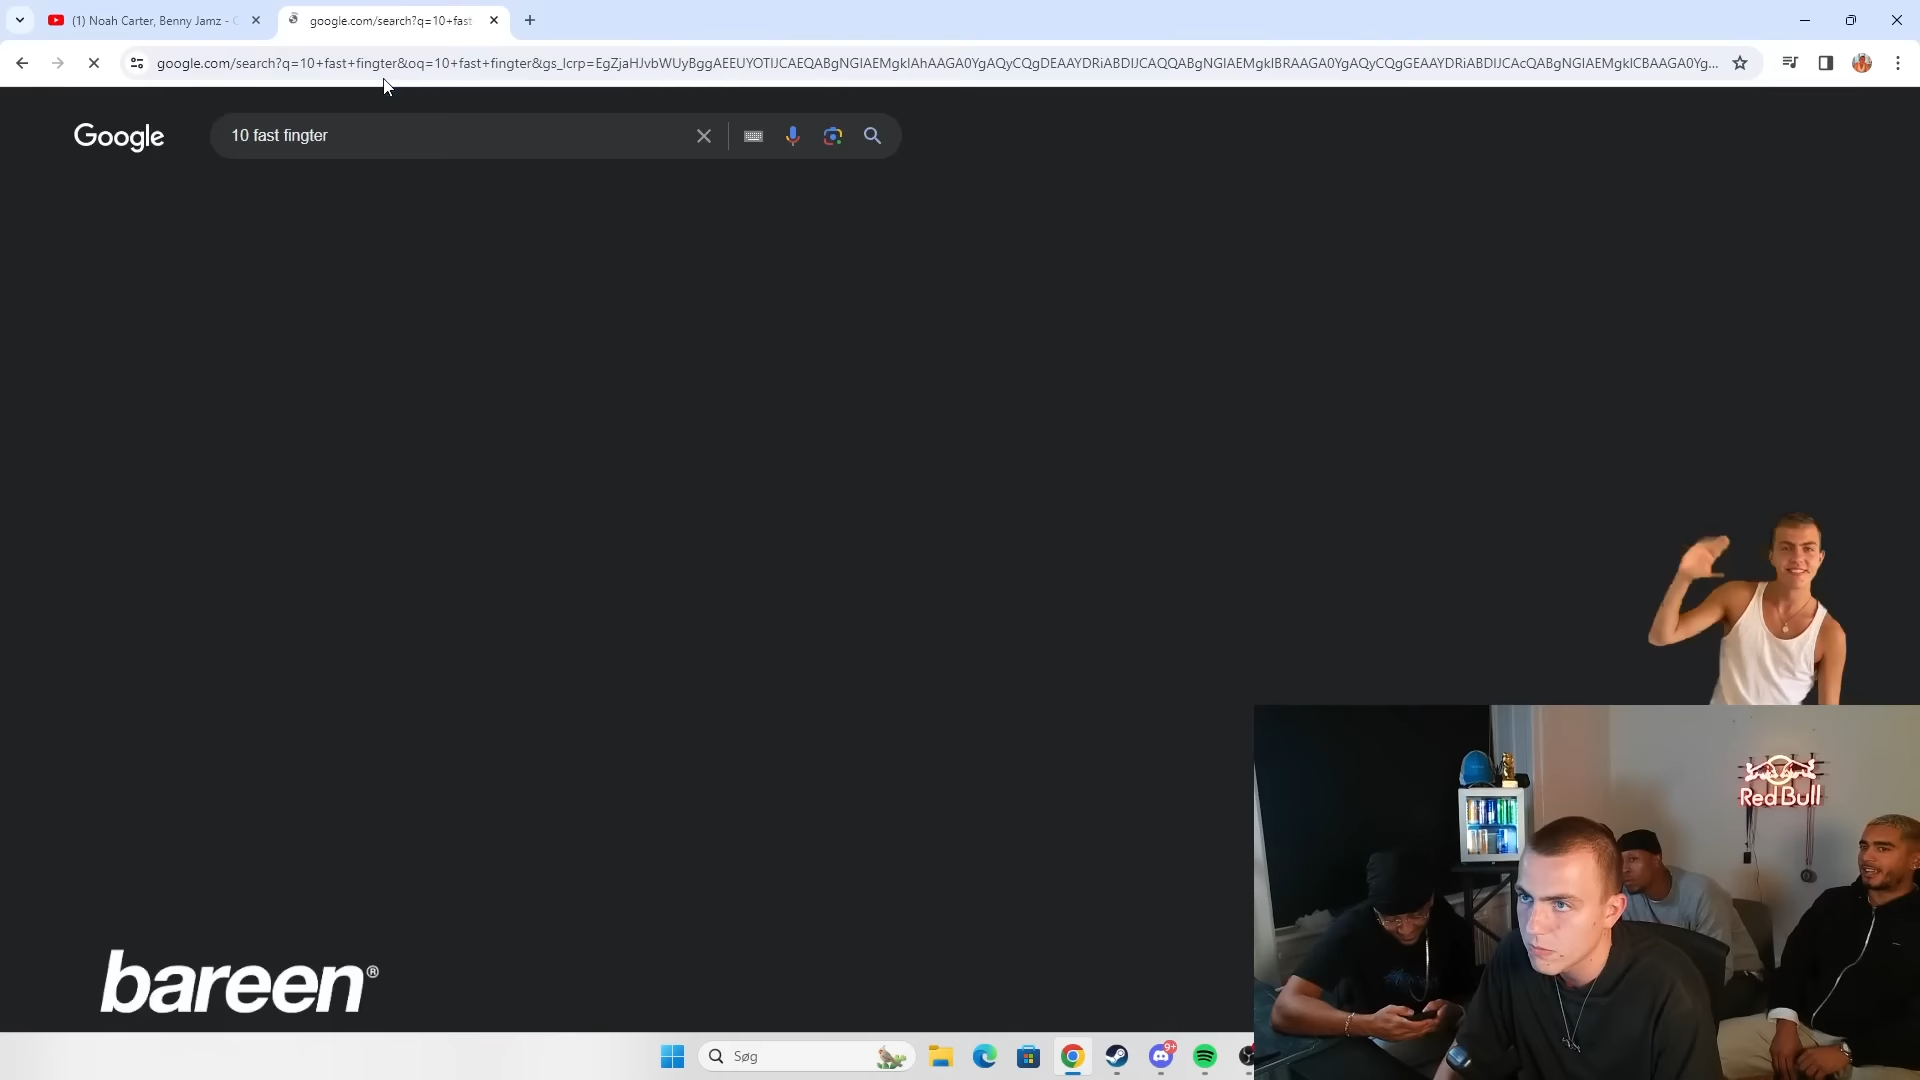 (1) Noah Carter, Benny Jamz -
google.com/search?q=10+fast
google.com/search?q=10+fast+fingter&oq=10+fast+fingter&gs_lcrp=
Google
10 fast fingter
Red Bull
bareen®
Søg
9+